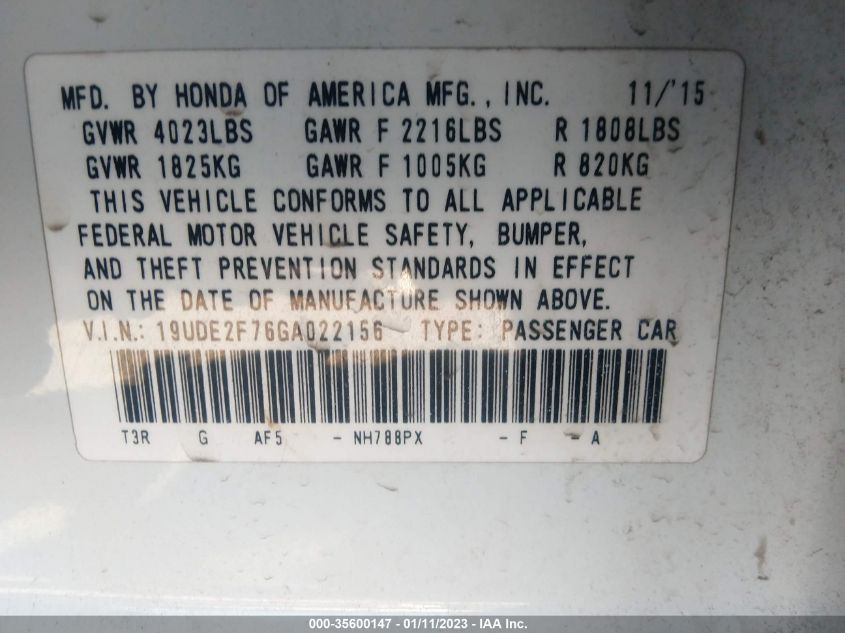 MFD. BY HONDA OF AMERICA MFG., INC. 11/'15
GVWR 4023LBS GAWR F 2216LBS R 1808LBS
GVWR 1825KG GAWR F 1005KG R 820KG
THIS VEHICLE CONFORMS TO ALL APPLICABLE
FEDERAL MOTOR VEHICLE SAFETY, BUMPER,
AND THEFT PREVENTION STANDARDS IN EFFECT
ON THE DATE OF MANUFACTURE SHOWN ABOVE.
V.I.N.: 19UDE2F76GA022156 TYPE: PASSENGER CAR
T3R G AF5 - NH788PX - F - A
000-35600147 - 01/11/2023 - IAA Inc.